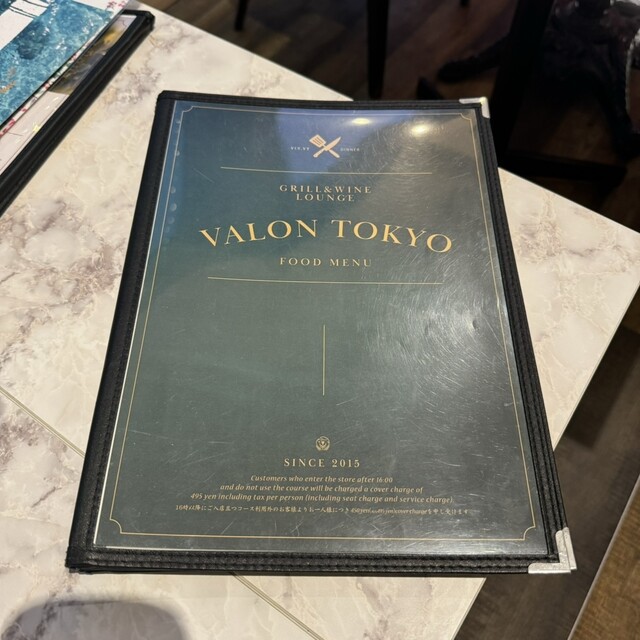 DINNER
GRILL&WINE
LOUNGE
VALON TOKYO
FOOD MENU
SINCE 2015
Customers who enter the store after 16:00
and do not use the course will be charged a cover charge of
495 yen including tax per person (including seat charge and service charge)